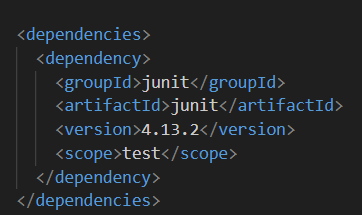 <dependencies>
<dependency>
<groupId>junit</groupId>
<artifactId>junit</artifactId>
<version>4.13.2</version>
<scope>test</scope>
</dependency>
</dependencies>